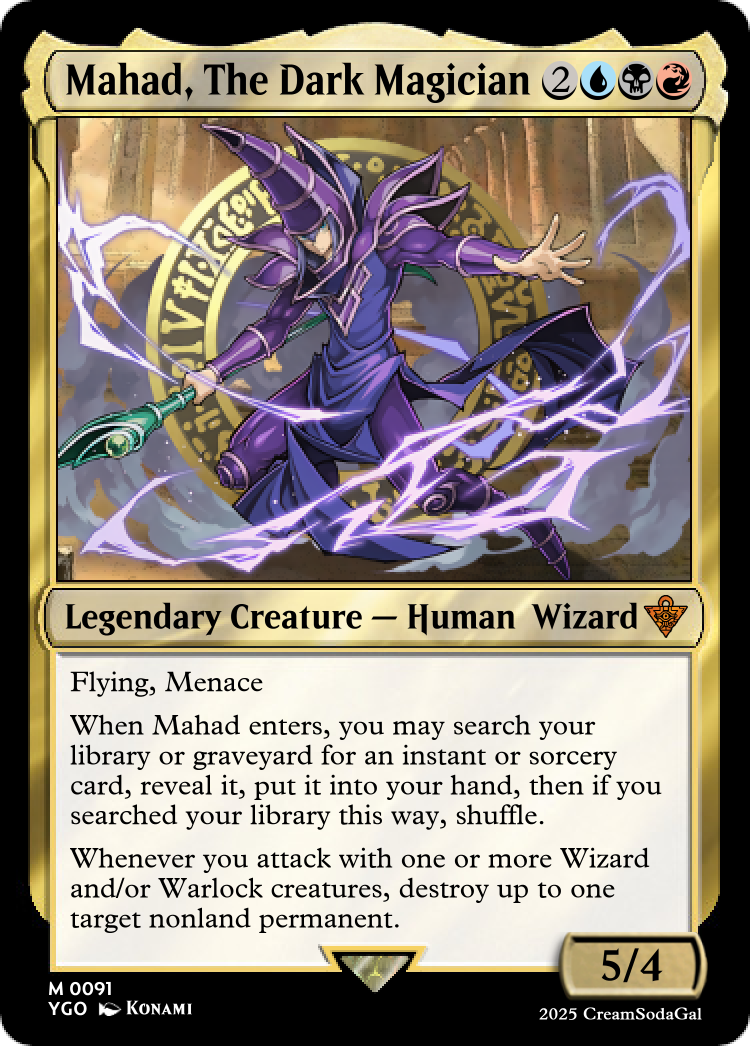 Mahad, The Dark Magician 2
Legendary Creature — Human Wizard
Flying, Menace
When Mahad enters, you may search your
library or graveyard for an instant or sorcery
card, reveal it, put it into your hand, then if you
searched your library this way, shuffle.
Whenever you attack with one or more Wizard
and/or Warlock creatures, destroy up to one
target nonland permanent.
5/4
M 0091
YGO KONAMI
2025 CreamSodaGal